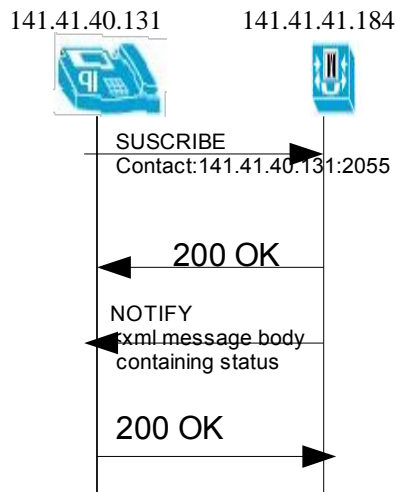 141.41.40.131
141.41.41.184
IP
M
SUSCRIBE
Contact:141.41.40.131:2055
200 OK
NOTIFY
xml message body
containing status
200 OK